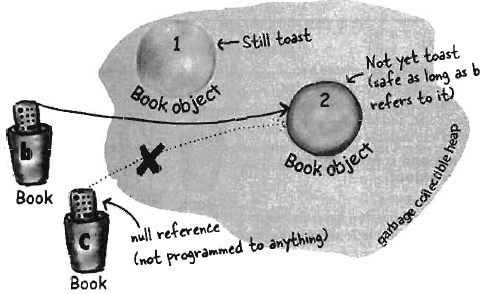 1
Still toast
Book object
Not yet toast
(safe as long as b
refers to it)
2
Book object
b
Book
c
Book
null reference
(not programmed to anything)
garbage collectible heap